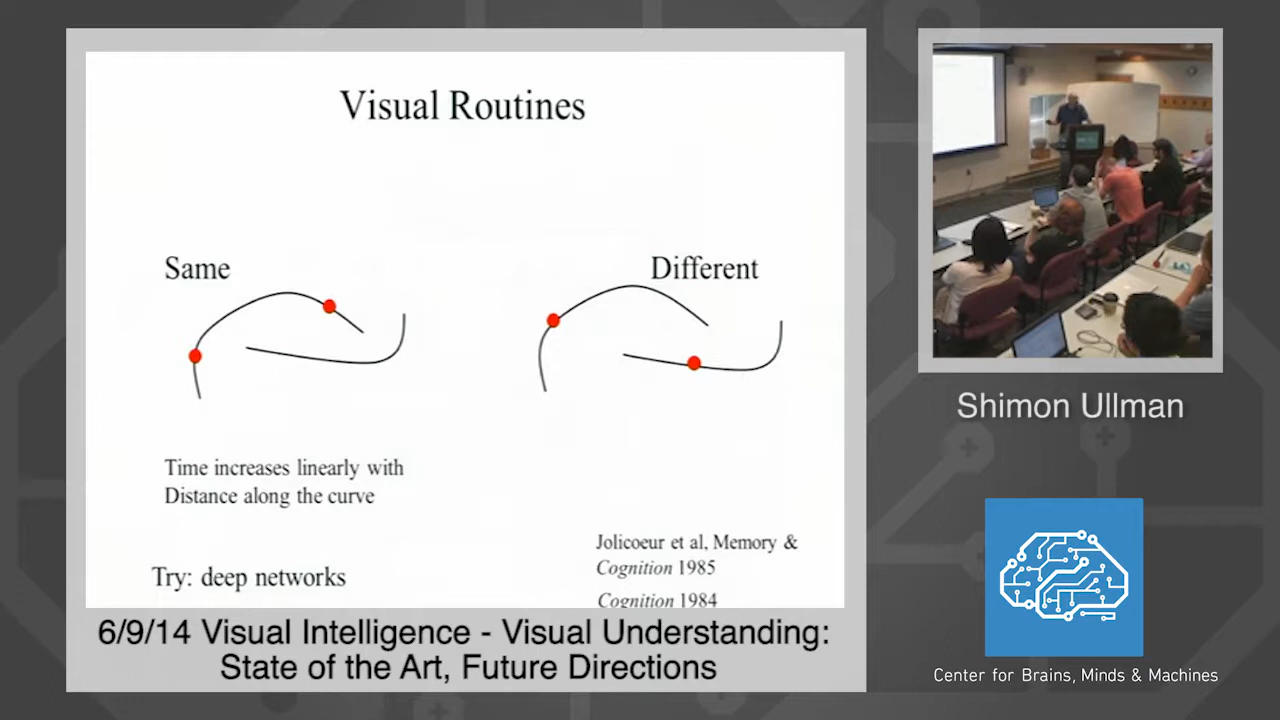 Visual Routines
Same
Different
Time increases linearly with
Distance along the curve
Jolicoeur et al, Memory &
Cognition 1985
Try: deep networks
Cognition 1984
6/9/14 Visual Intelligence - Visual Understanding:
State of the Art, Future Directions
Shimon Ullman
Center for Brains, Minds & Machines